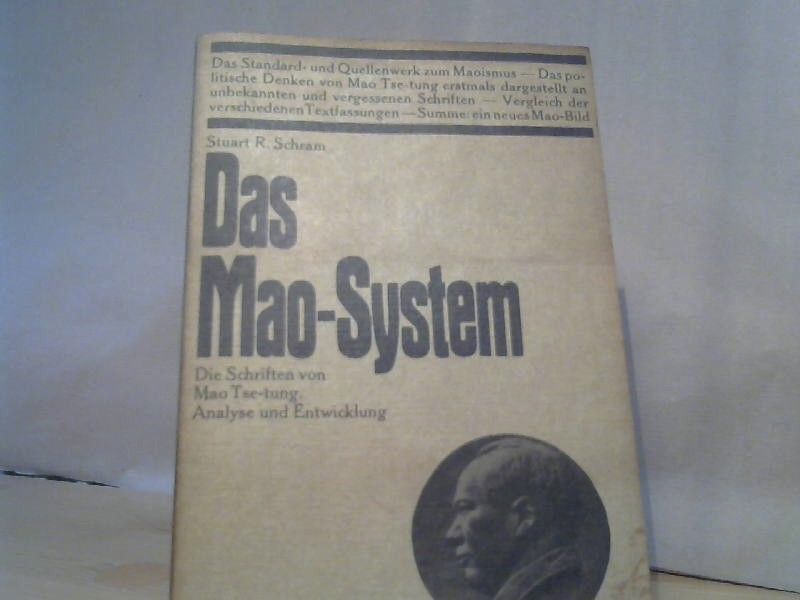 Das Standard- und Quellenwerk zum Maoismus — Das po-
litische Denken von Mao Tse-tung erstmals dargestellt an
unbekannten und vergessenen Schriften — Vergleich der
verschiedenen Textfassungen — Summe: ein neues Mao-Bild
Stuart R. Schram
Das
Mao-System
Die Schriften von
Mao Tse-tung.
Analyse und Entwicklung